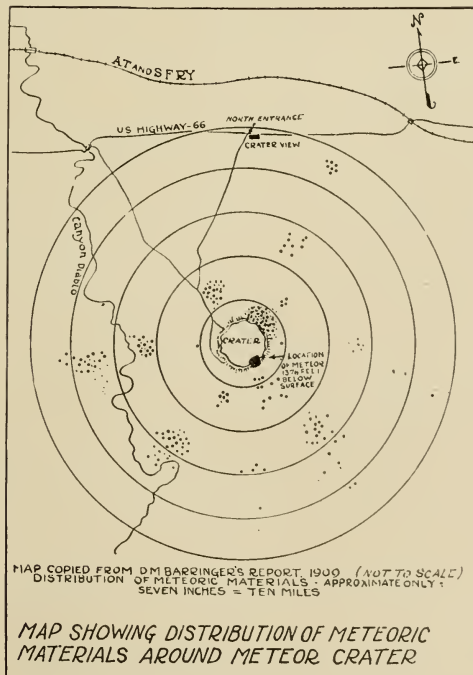 N
E
AT AND SFRY
US HIGHWAY-66
NORTH ENTRANCE
CRATER VIEW
Canyon Diablo
CRATER
LOCATION
OF METEOR
1376 FEET
BELOW
SURFACE
MAP COPIED FROM D M BARRINGER'S REPORT, 1909 (NOT TO SCALE)
DISTRIBUTION OF METEORIC MATERIALS - APPROXIMATE ONLY:
SEVEN INCHES = TEN MILES
MAP SHOWING DISTRIBUTION OF METEORIC
MATERIALS AROUND METEOR CRATER